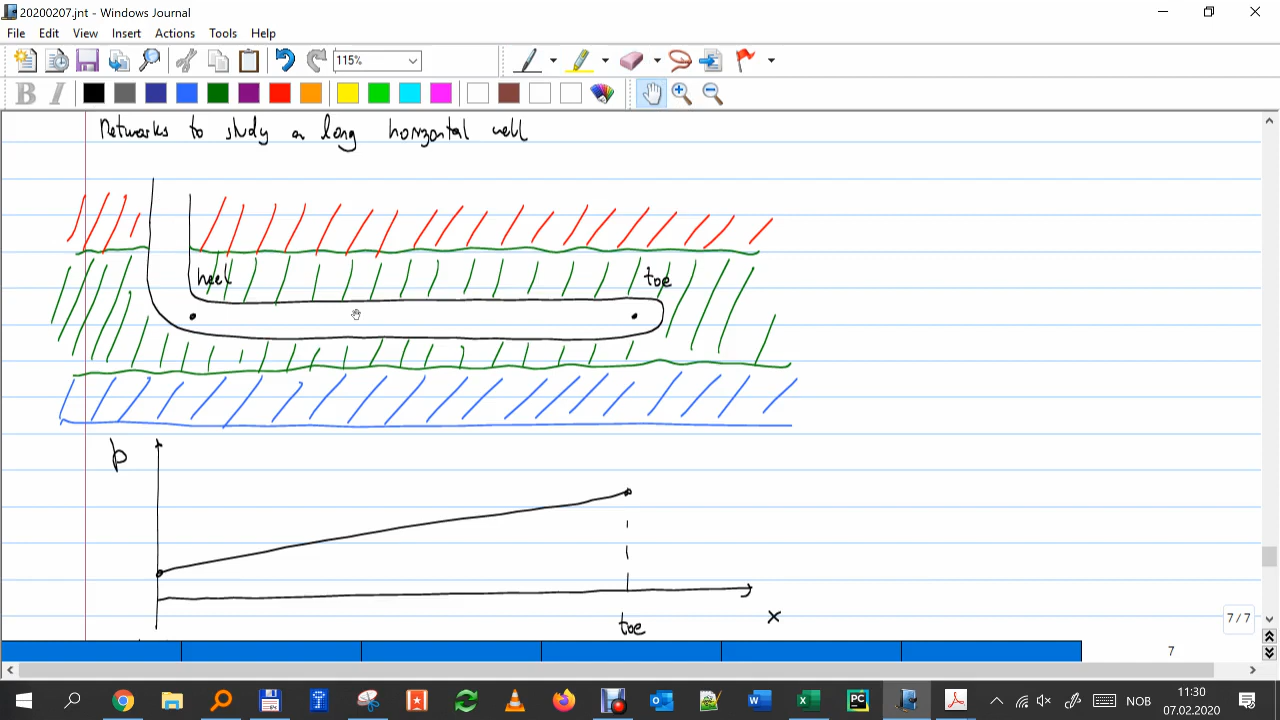 20200207.jnt - Windows Journal
File Edit View Insert Actions Tools Help
115%
B I
Networks to study a long horizontal well
heel
toe
p
toe
x
7 / 7
7
NOB
11:30
07.02.2020